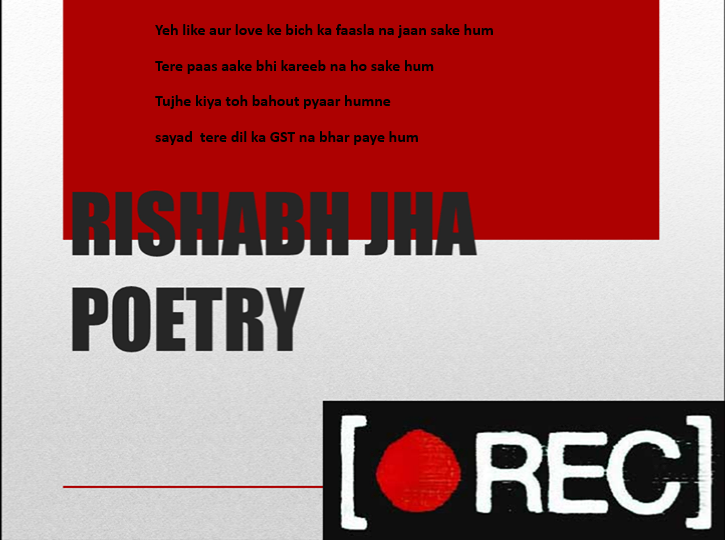 Yeh like aur love ke bich ka faasla na jaan sake hum
Tere paas aake bhi kareeb na ho sake hum
Tujhe kiya toh bahout pyaar humne
sayad  tere dil ka GST na bhar paye hum
RISHABH JHA
POETRY
[ REC]